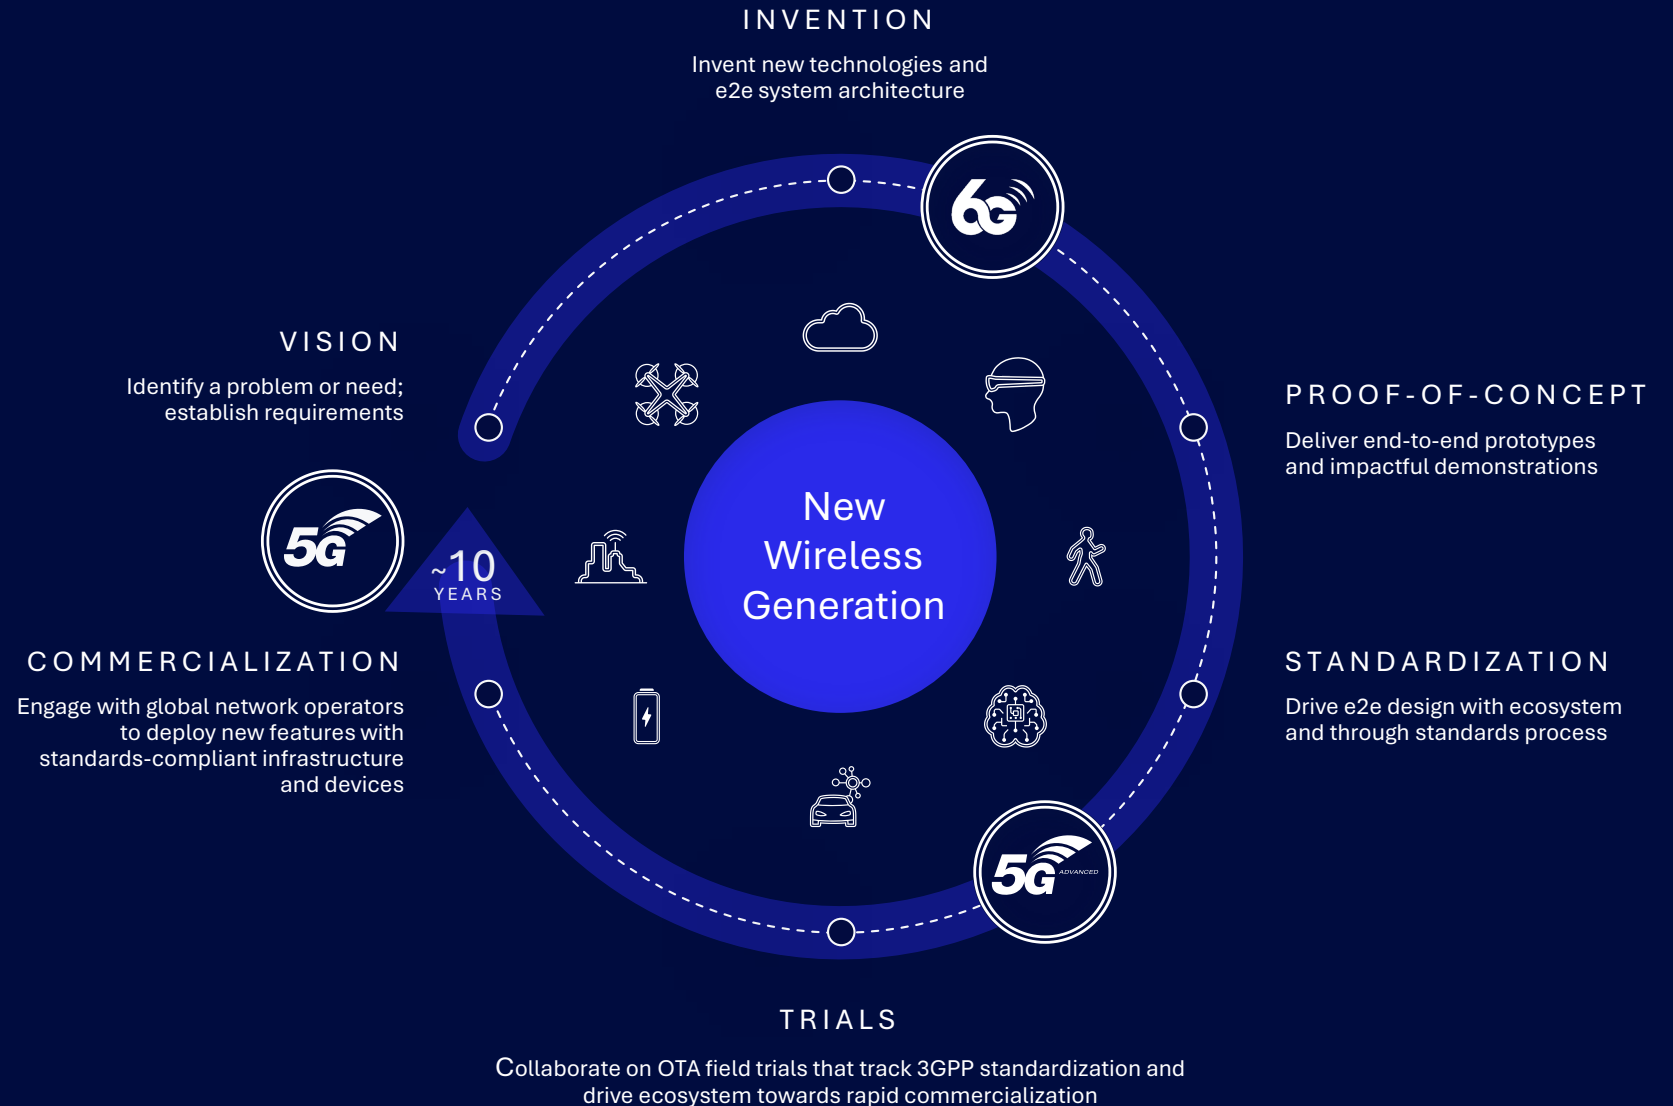 INVENTION
Invent new technologies and
e2e system architecture
6G
VISION
Identify a problem or need;
establish requirements
PROOF-OF-CONCEPT
Deliver end-to-end prototypes
and impactful demonstrations
New
Wireless
Generation
5G
~10
YEARS
COMMERCIALIZATION
Engage with global network operators
to deploy new features with
standards-compliant infrastructure
and devices
STANDARDIZATION
Drive e2e design with ecosystem
and through standards process
5G ADVANCED
TRIALS
Collaborate on OTA field trials that track 3GPP standardization and
drive ecosystem towards rapid commercialization